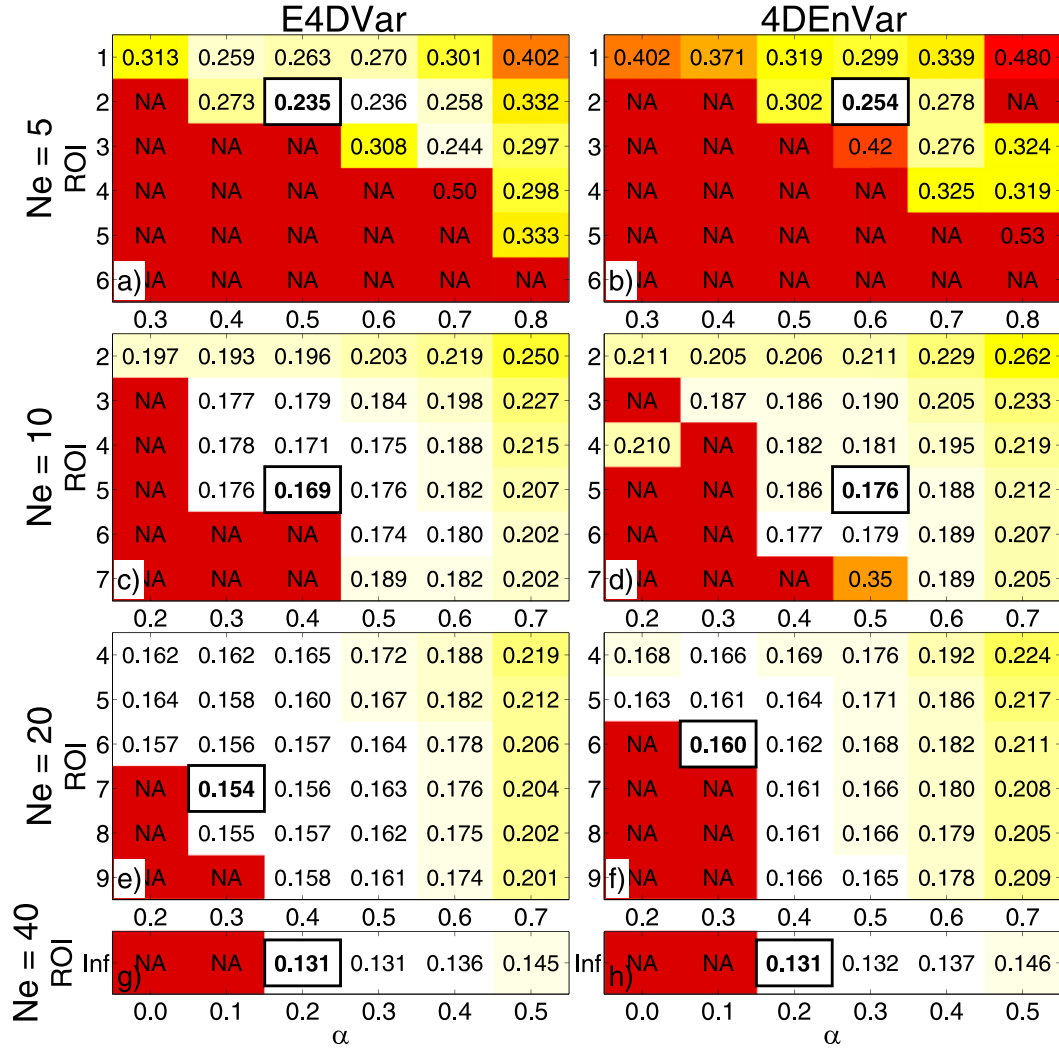 E4DVar 4DEnVar
Ne = 5
ROI
1 0.313 0.259 0.263 0.270 0.301 0.402
2 NA 0.273 0.235 0.236 0.258 0.332
3 NA NA NA 0.308 0.244 0.297
4 NA NA NA NA 0.50 0.298
5 NA NA NA NA NA 0.333
6 NA NA NA NA NA NA
a)
0.3 0.4 0.5 0.6 0.7 0.8
1 0.402 0.371 0.319 0.299 0.339 0.480
2 NA NA 0.302 0.254 0.278 NA
3 NA NA NA 0.42 0.276 0.324
4 NA NA NA NA 0.325 0.319
5 NA NA NA NA NA 0.53
6 NA NA NA NA NA NA
b)
0.3 0.4 0.5 0.6 0.7 0.8
Ne = 10
ROI
2 0.197 0.193 0.196 0.203 0.219 0.250
3 NA 0.177 0.179 0.184 0.198 0.227
4 NA 0.178 0.171 0.175 0.188 0.215
5 NA 0.176 0.169 0.176 0.182 0.207
6 NA NA NA 0.174 0.180 0.202
7 NA NA NA 0.189 0.182 0.202
c)
0.2 0.3 0.4 0.5 0.6 0.7
2 0.211 0.205 0.206 0.211 0.229 0.262
3 NA 0.187 0.186 0.190 0.205 0.233
4 0.210 NA 0.182 0.181 0.195 0.219
5 NA NA 0.186 0.176 0.188 0.212
6 NA NA 0.177 0.179 0.189 0.207
7 NA NA NA 0.35 0.189 0.205
d)
0.2 0.3 0.4 0.5 0.6 0.7
Ne = 20
ROI
4 0.162 0.162 0.165 0.172 0.188 0.219
5 0.164 0.158 0.160 0.167 0.182 0.212
6 0.157 0.156 0.157 0.164 0.178 0.206
7 NA 0.154 0.156 0.163 0.176 0.204
8 NA 0.155 0.157 0.162 0.175 0.202
9 NA NA 0.158 0.161 0.174 0.201
e)
0.2 0.3 0.4 0.5 0.6 0.7
4 0.168 0.166 0.169 0.176 0.192 0.224
5 0.163 0.161 0.164 0.171 0.186 0.217
6 NA 0.160 0.162 0.168 0.182 0.211
7 NA NA 0.161 0.166 0.180 0.208
8 NA NA 0.161 0.166 0.179 0.205
9 NA NA 0.166 0.165 0.178 0.209
f)
0.2 0.3 0.4 0.5 0.6 0.7
Ne = 40
ROI
Inf NA NA 0.131 0.131 0.136 0.145
g)
0.0 0.1 0.2 0.3 0.4 0.5
α
Inf NA NA 0.131 0.132 0.137 0.146
h)
0.0 0.1 0.2 0.3 0.4 0.5
α